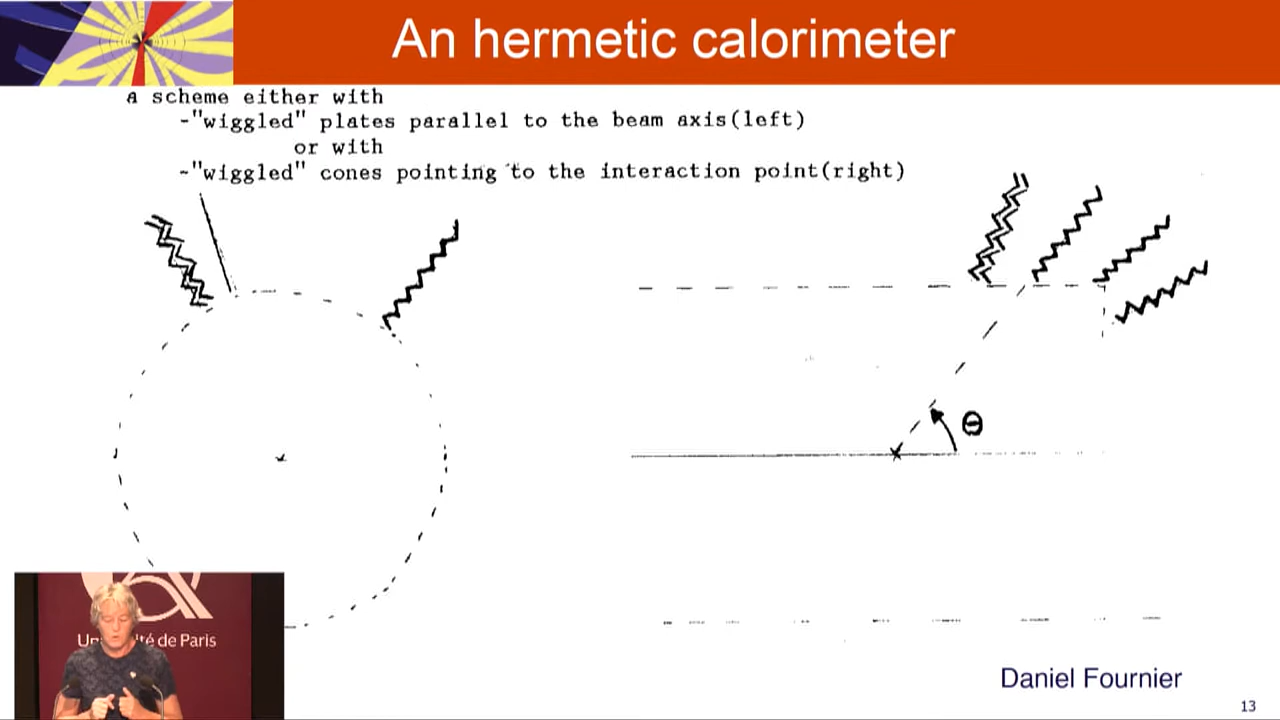 An hermetic calorimeter
a scheme either with
-"wiggled" plates parallel to the beam axis(left)
or with
-"wiggled" cones pointing to the interaction point(right)
Θ
Daniel Fournier
13